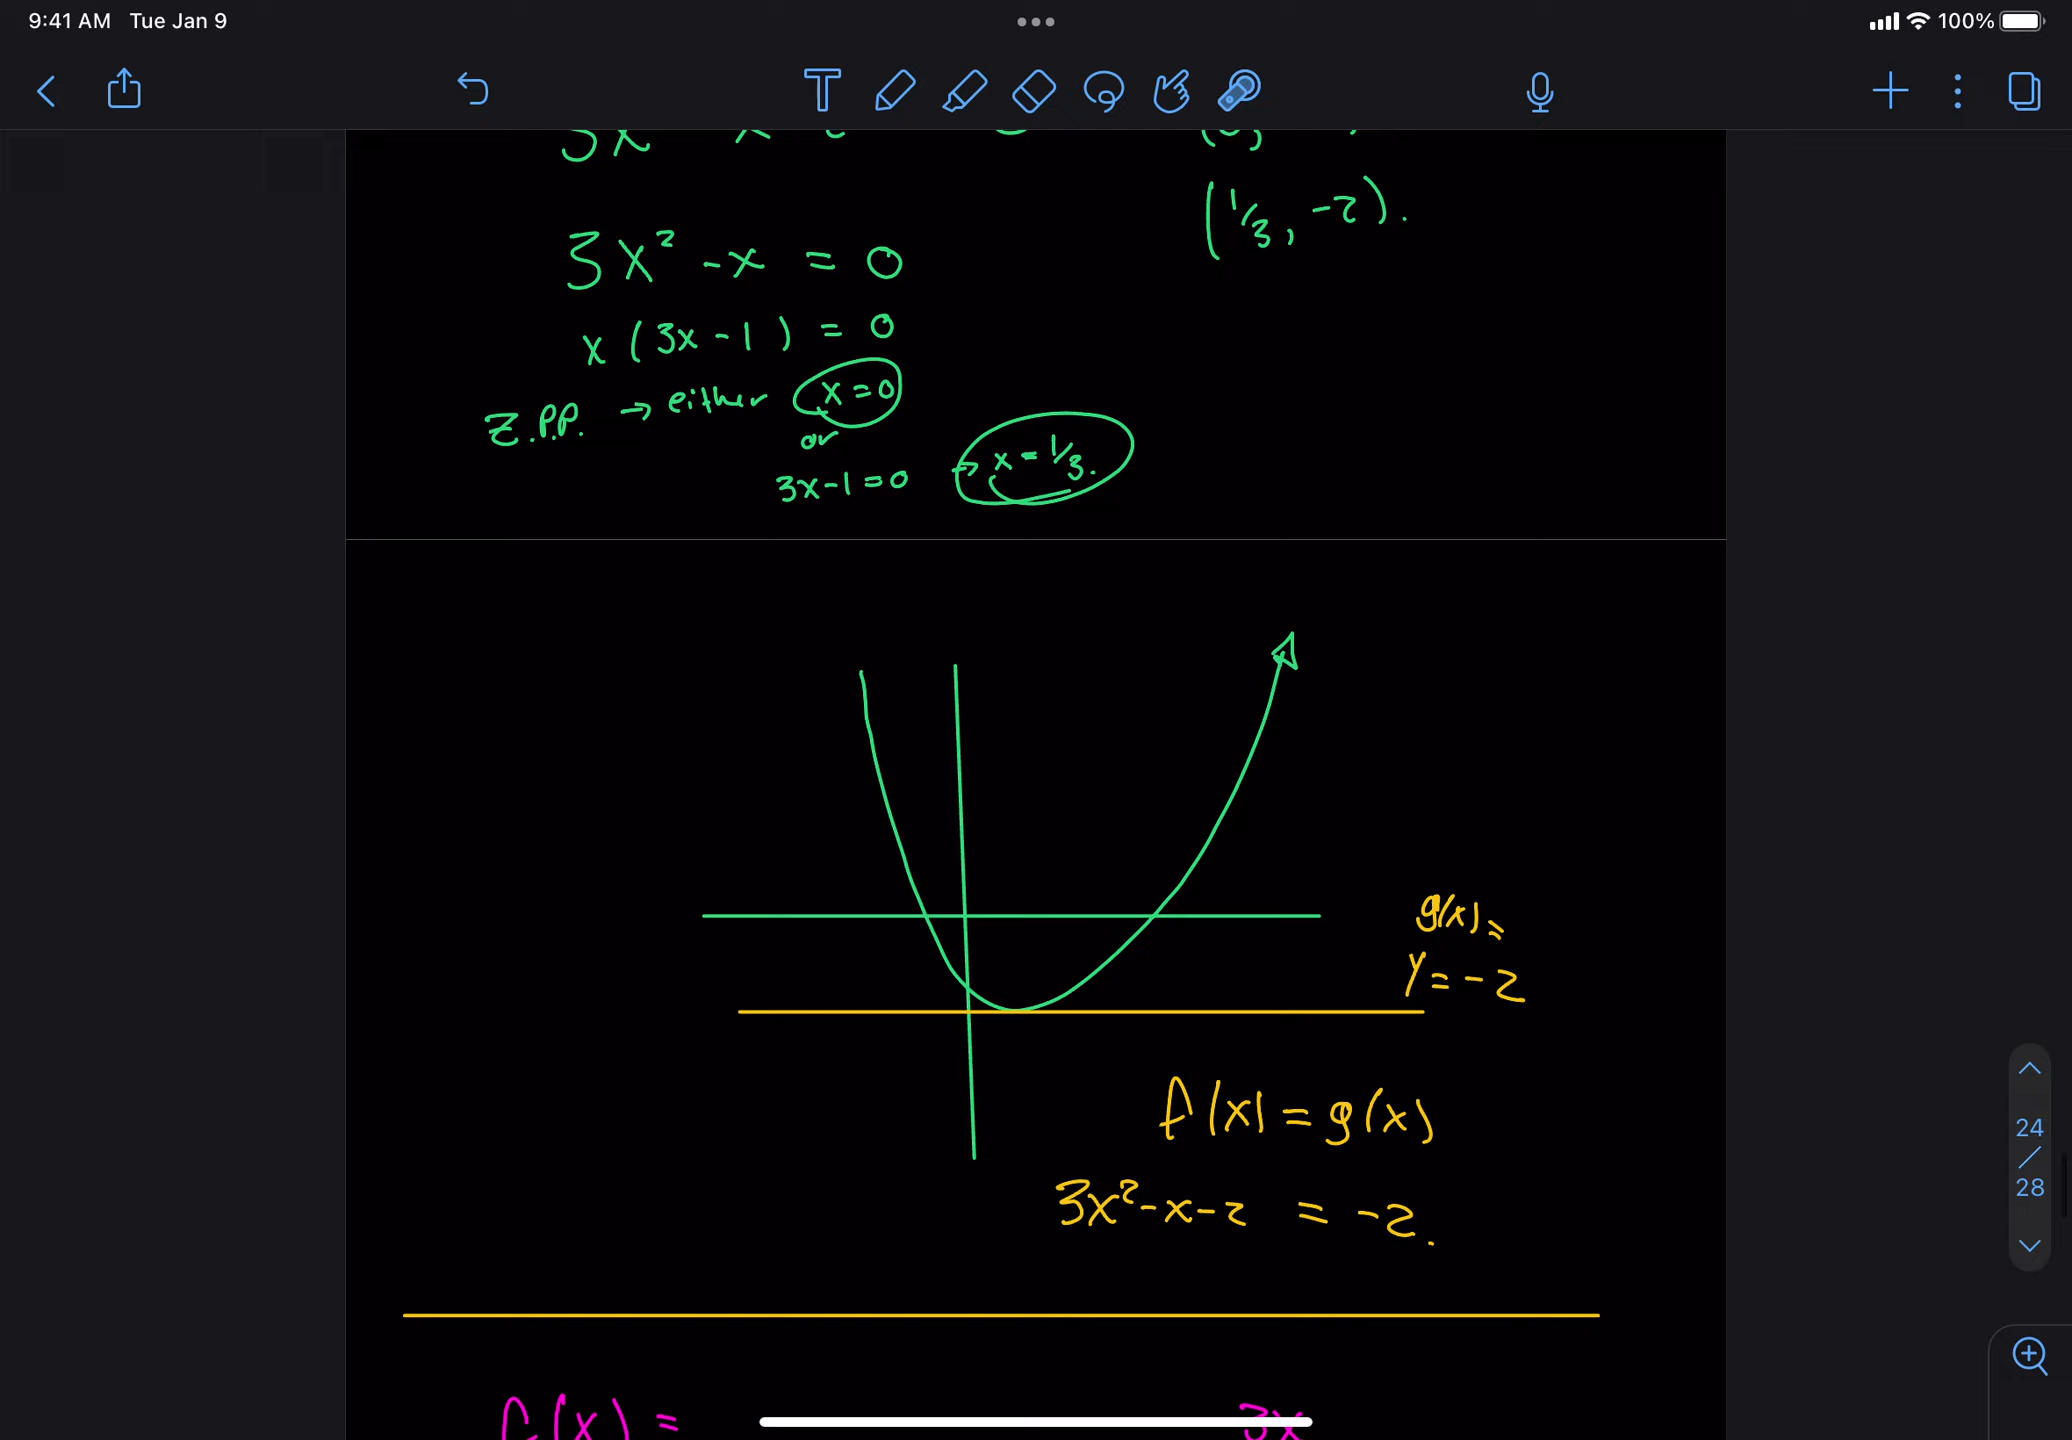 9:41 AM Tue Jan 9
100%
(1/3, -2).
3x² - x = 0
x (3x - 1) = 0
Z.P.P. → either x = 0
or
3x - 1 = 0 → x = 1/3.
g(x) =
y = -2
f(x) = g(x)
3x² - x - 2 = -2.
24
/
28
f(x) =
3x